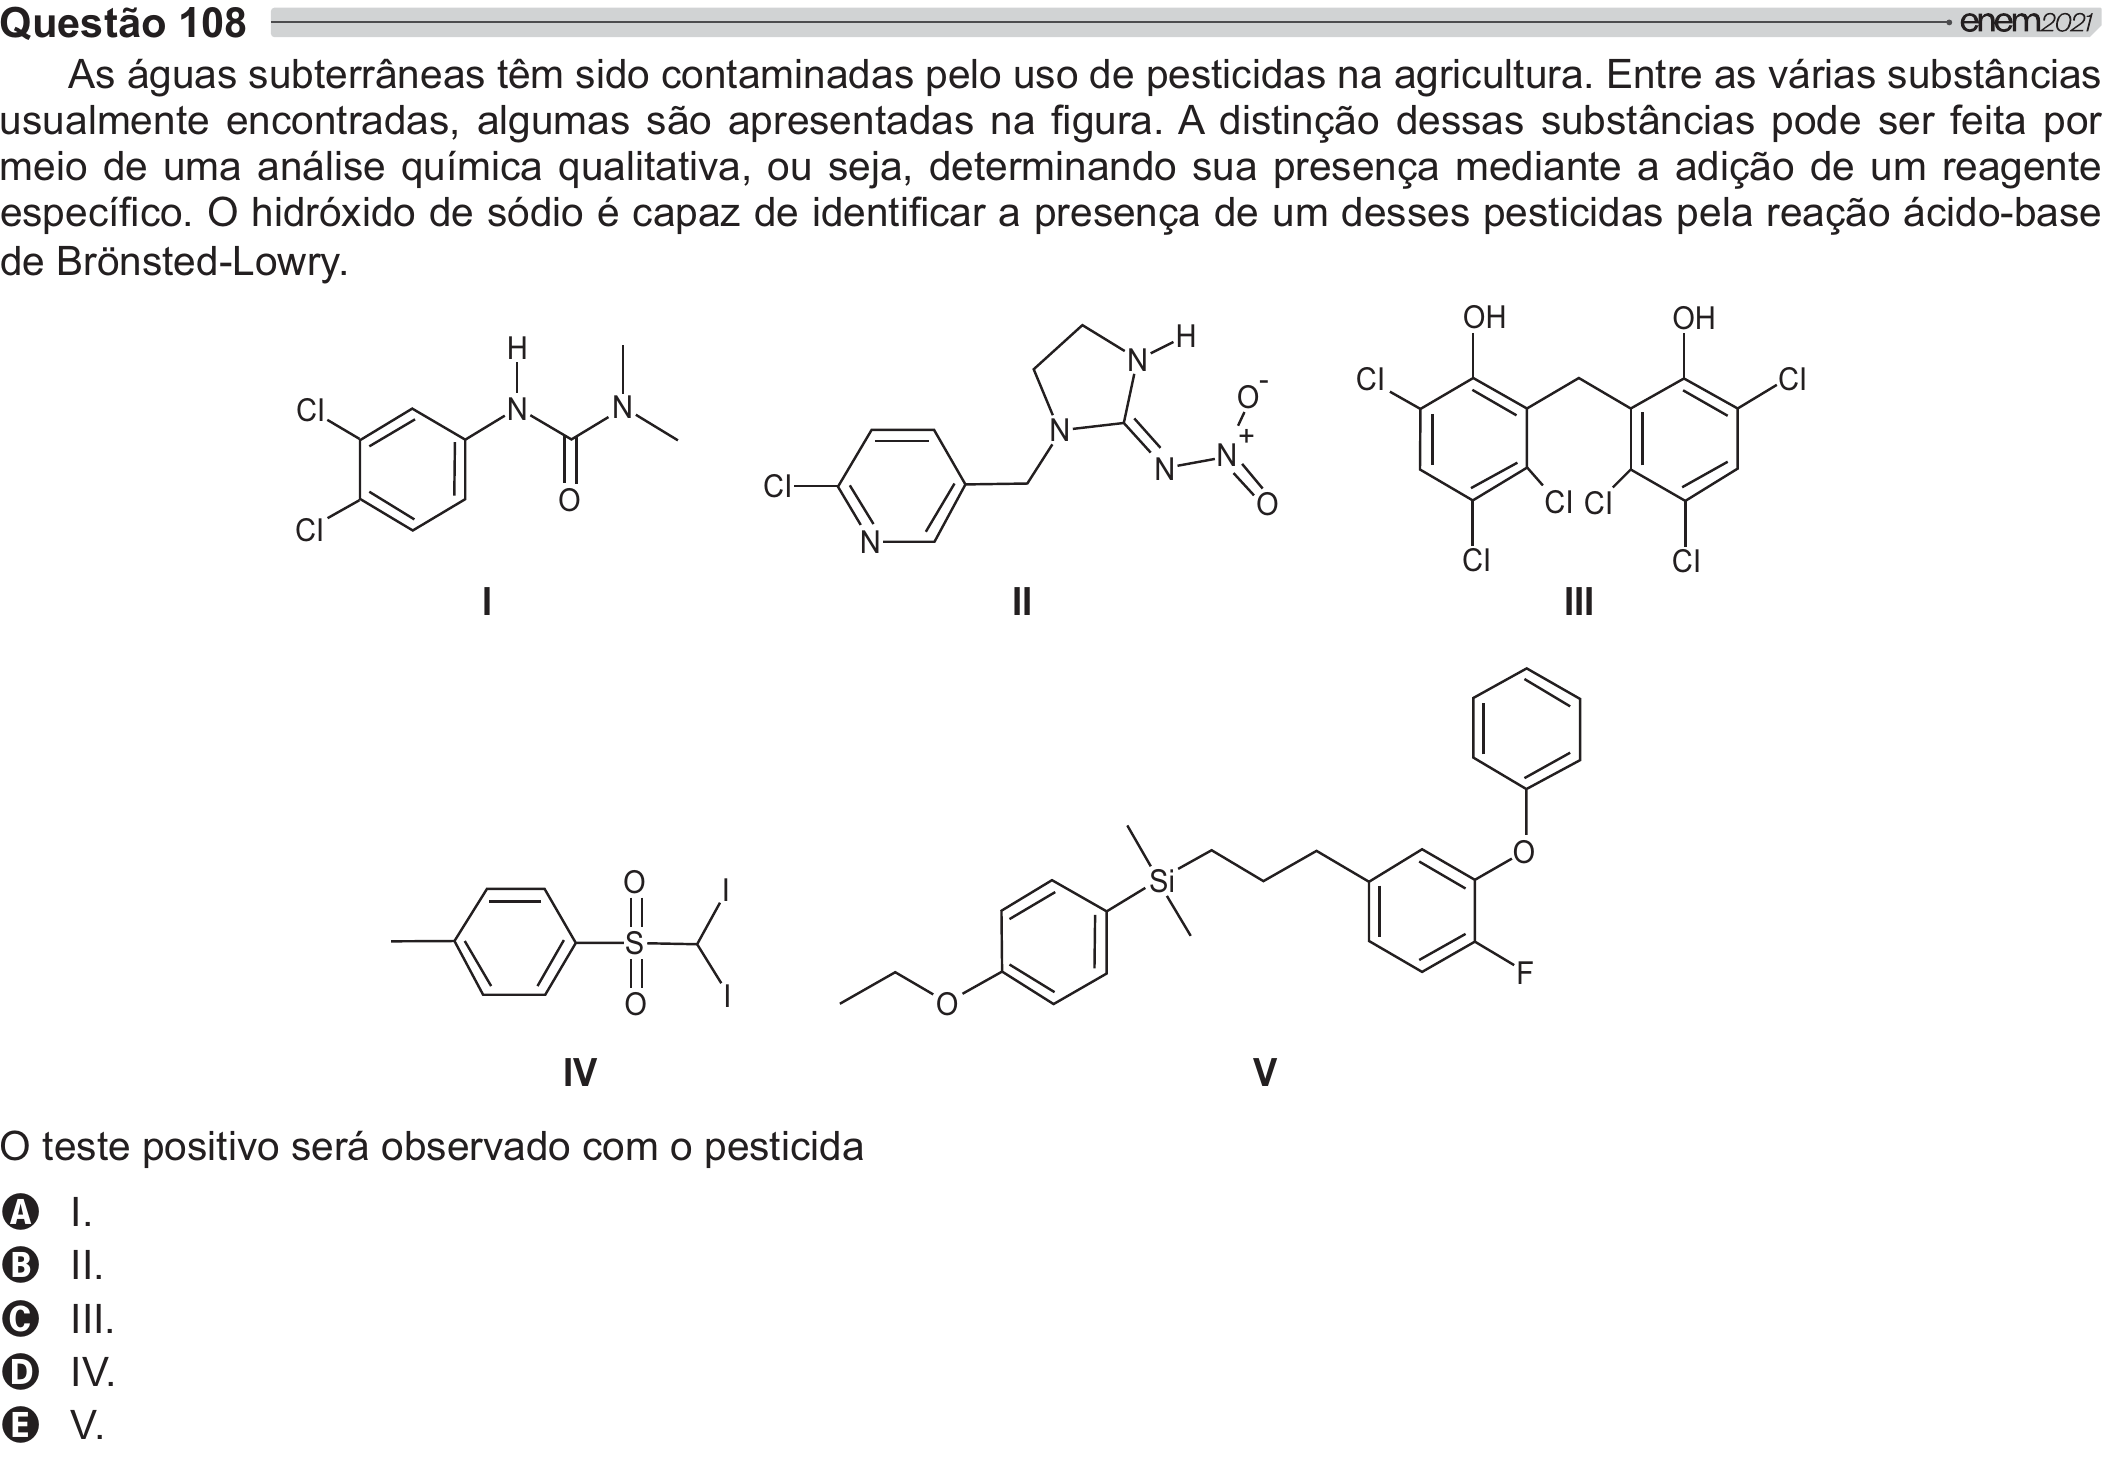 Questão 108 enem2021
As águas subterrâneas têm sido contaminadas pelo uso de pesticidas na agricultura. Entre as várias substâncias
usualmente encontradas, algumas são apresentadas na figura. A distinção dessas substâncias pode ser feita por
meio de uma análise química qualitativa, ou seja, determinando sua presença mediante a adição de um reagente
específico. O hidróxido de sódio é capaz de identificar a presença de um desses pesticidas pela reação ácido-base
de Brönsted-Lowry.
H
N
N
O
Cl
Cl
I
H
N
N
N
N
+
O
-
O
Cl
N
II
OH
OH
Cl
Cl
Cl
Cl
Cl
Cl
III
O
S
O
I
I
IV
O
Si
O
F
V
O teste positivo será observado com o pesticida
A I.
B II.
C III.
D IV.
E V.